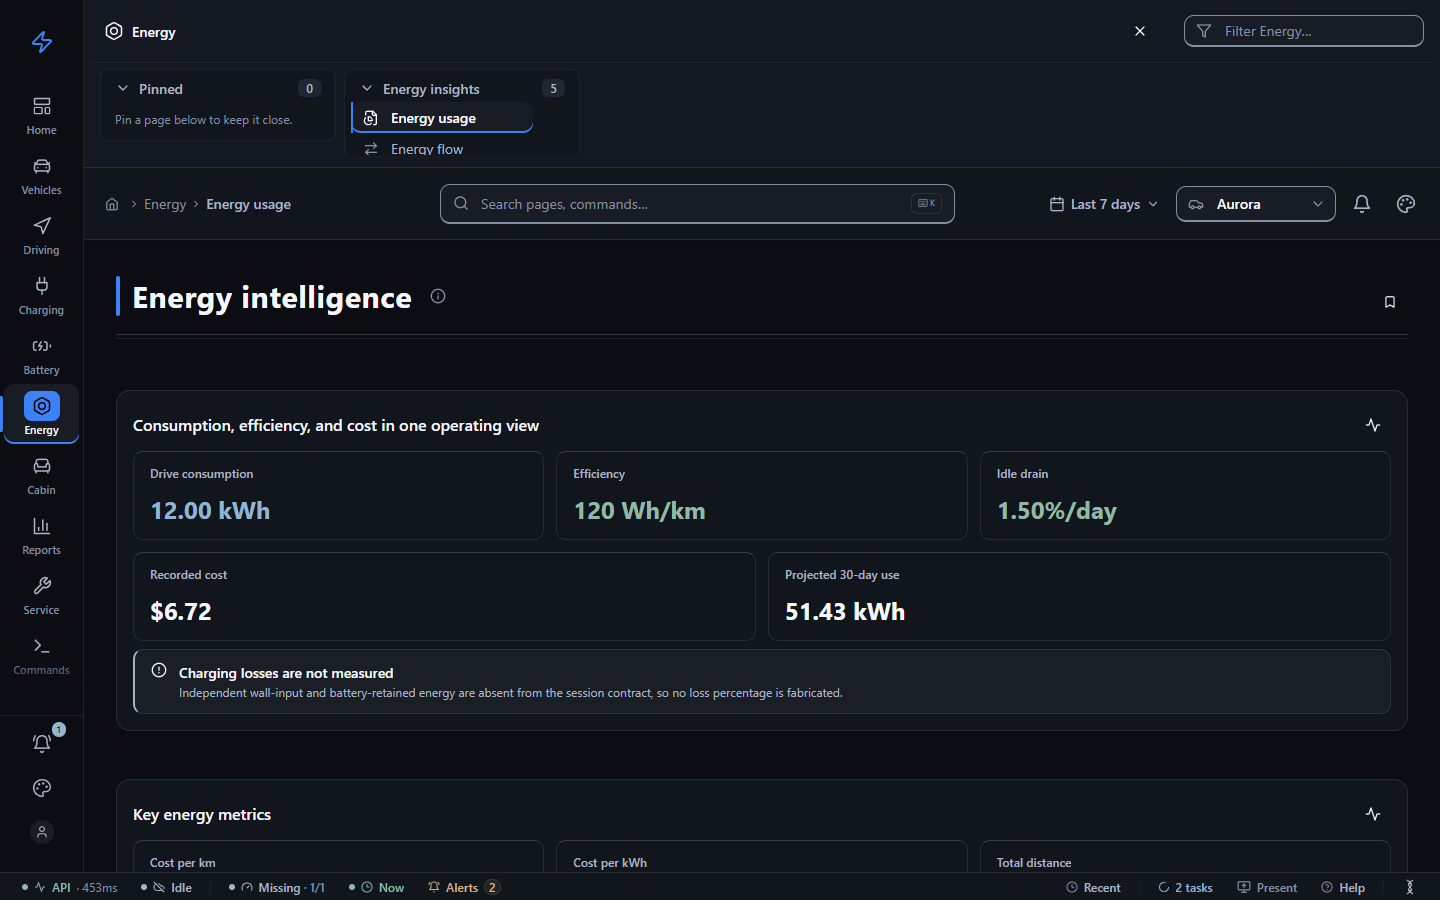 Energy
Filter Energy...
Pinned
0
Pin a page below to keep it close.
Energy insights
5
Energy usage
Energy flow
Home
Vehicles
Driving
Charging
Battery
Energy
Cabin
Reports
Service
Commands
1
Energy
Energy usage
Search pages, commands...
K
Last 7 days
Aurora
Energy intelligence
Consumption, efficiency, and cost in one operating view
Drive consumption
12.00 kWh
Efficiency
120 Wh/km
Idle drain
1.50%/day
Recorded cost
$6.72
Projected 30-day use
51.43 kWh
Charging losses are not measured
Independent wall-input and battery-retained energy are absent from the session contract, so no loss percentage is fabricated.
Key energy metrics
Cost per km
Cost per kWh
Total distance
API · 453ms
Idle
Missing · 1/1
Now
Alerts 2
Recent
2 tasks
Present
Help